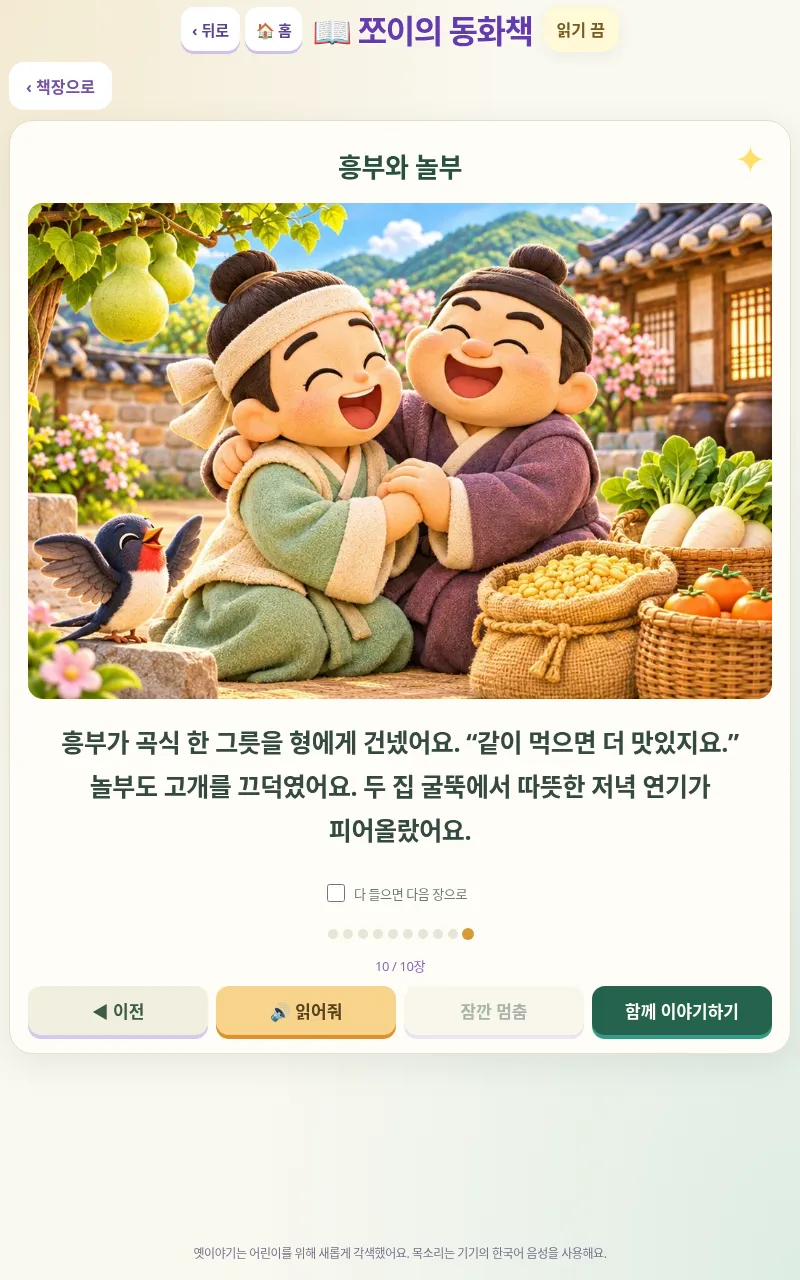 ‹ 뒤로
🏠 홈
📖 쪼이의 동화책
읽기 끝
‹ 책장으로
흥부와 놀부
흥부가 곡식 한 그릇을 형에게 건넸어요. “같이 먹으면 더 맛있지요.”
놀부도 고개를 끄덕였어요. 두 집 굴뚝에서 따뜻한 저녁 연기가
피어올랐어요.
다 들으면 다음 장으로
10 / 10장
◀ 이전
🔊 읽어줘
잠깐 멈춤
함께 이야기하기
옛이야기는 어린이를 위해 새롭게 각색했어요. 목소리는 기기의 한국어 음성을 사용해요.